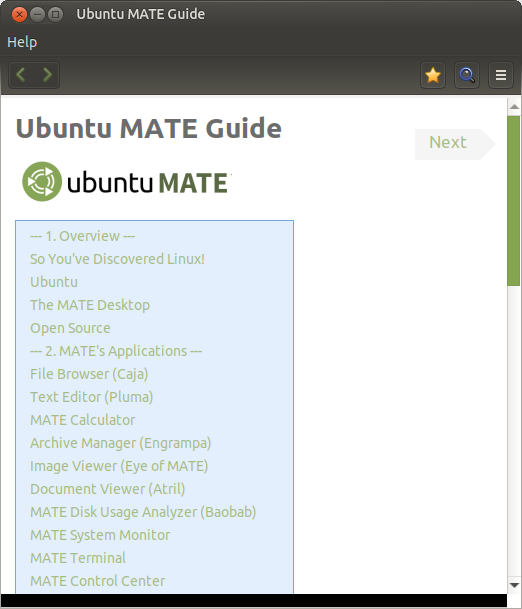 Ubuntu MATE Guide
Help
Ubuntu MATE Guide
Next
ubuntu MATE
--- 1. Overview ---
So You've Discovered Linux!
Ubuntu
The MATE Desktop
Open Source
--- 2. MATE's Applications ---
File Browser (Caja)
Text Editor (Pluma)
MATE Calculator
Archive Manager (Engrampa)
Image Viewer (Eye of MATE)
Document Viewer (Atril)
MATE Disk Usage Analyzer (Baobab)
MATE System Monitor
MATE Terminal
MATE Control Center